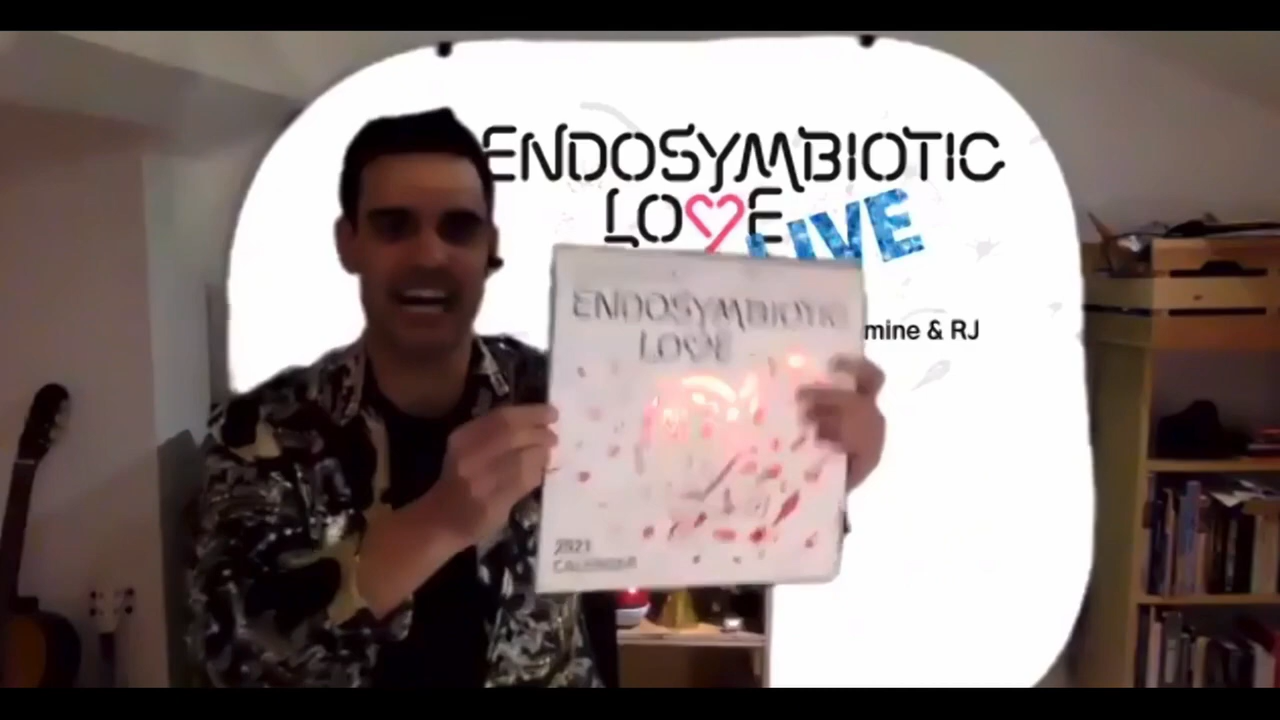 ENDOSYMBIOTIC
LOVE LIVE
mine & RJ
ENDOSYMBIOTIC
LOVE
2021
CALENDAR